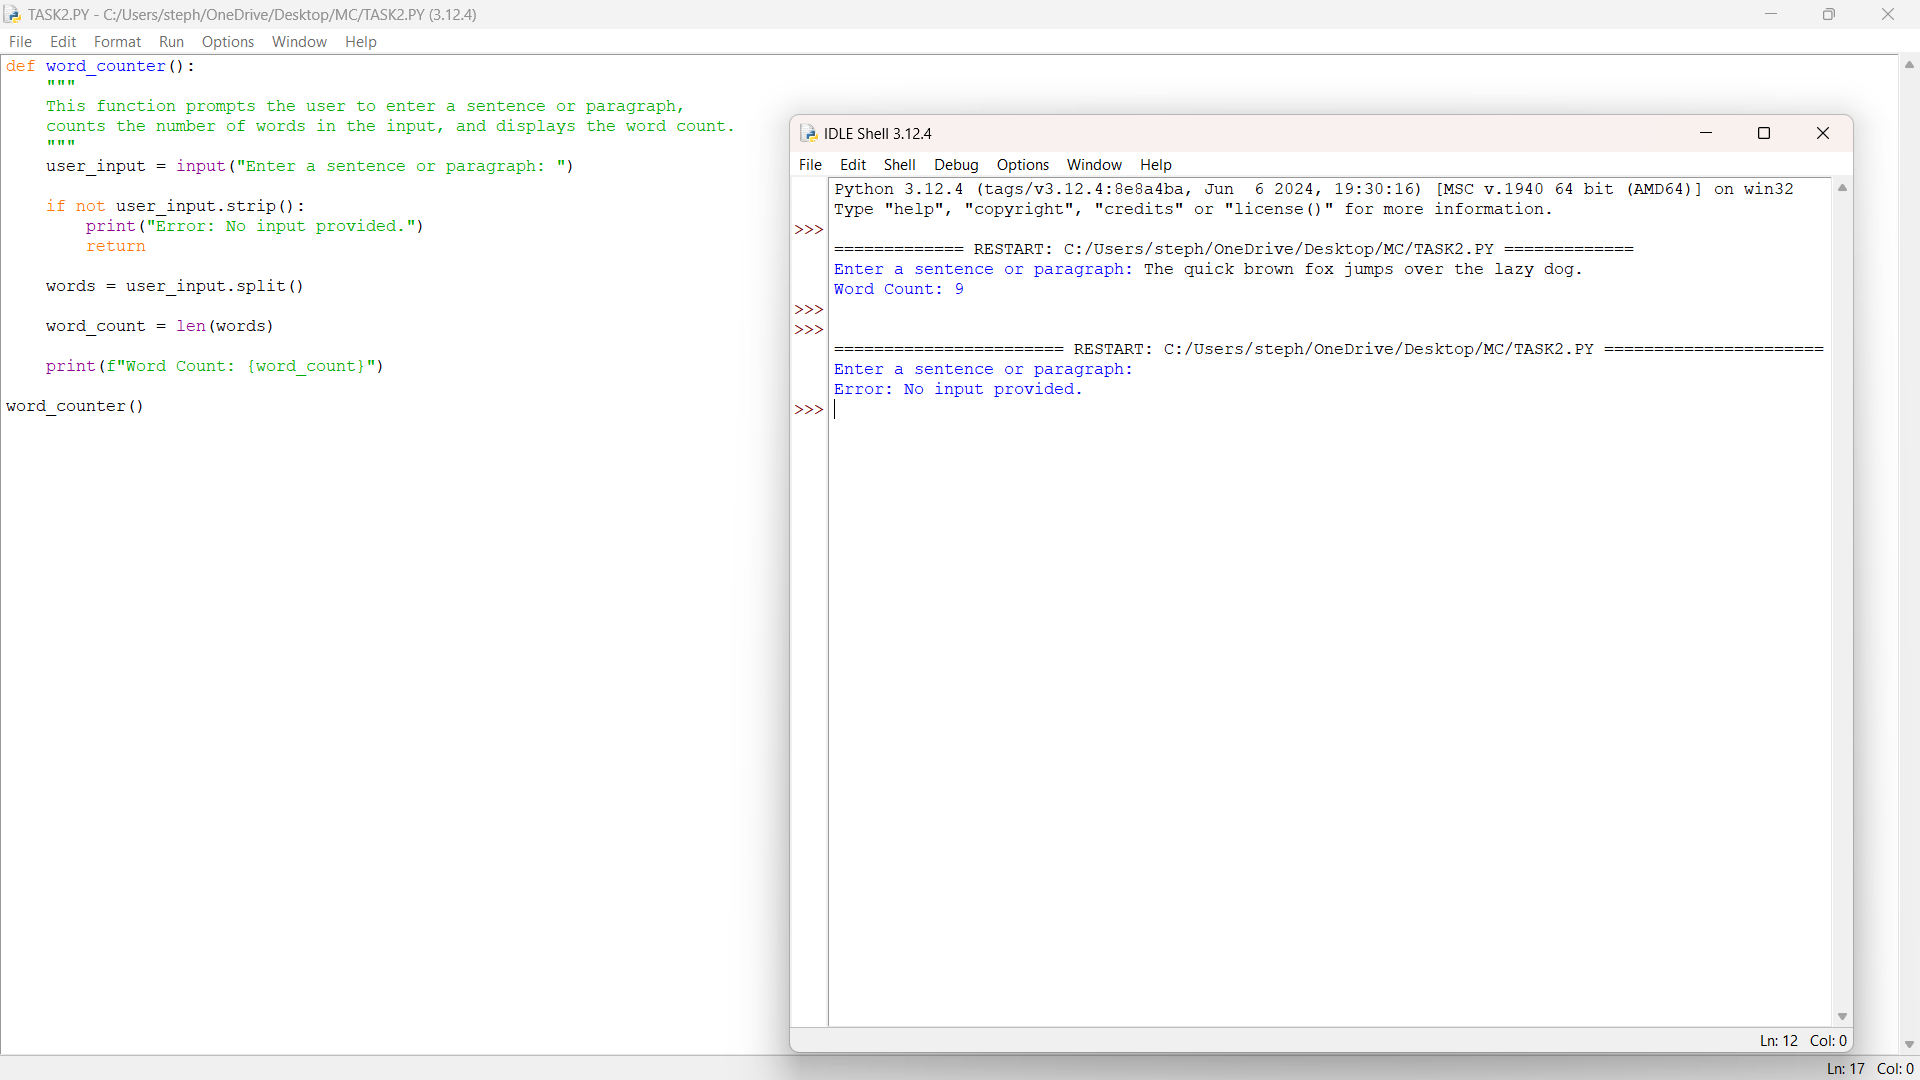 TASK2.PY - C:/Users/steph/OneDrive/Desktop/MC/TASK2.PY (3.12.4)
File Edit Format Run Options Window Help
def word_counter():
    """
    This function prompts the user to enter a sentence or paragraph,
    counts the number of words in the input, and displays the word count.
    """
    user_input = input("Enter a sentence or paragraph: ")
    if not user_input.strip():
        print("Error: No input provided.")
        return
    words = user_input.split()
    word_count = len(words)
    print(f"Word Count: {word_count}")
word_counter()
IDLE Shell 3.12.4
File Edit Shell Debug Options Window Help
Python 3.12.4 (tags/v3.12.4:8e8a4ba, Jun  6 2024, 19:30:16) [MSC v.1940 64 bit (AMD64)] on win32
Type "help", "copyright", "credits" or "license()" for more information.
>>>
============= RESTART: C:/Users/steph/OneDrive/Desktop/MC/TASK2.PY =============
Enter a sentence or paragraph: The quick brown fox jumps over the lazy dog.
Word Count: 9
>>>
>>>
======================= RESTART: C:/Users/steph/OneDrive/Desktop/MC/TASK2.PY ======================
Enter a sentence or paragraph:
Error: No input provided.
>>>
Ln: 12 Col: 0
Ln: 17 Col: 0